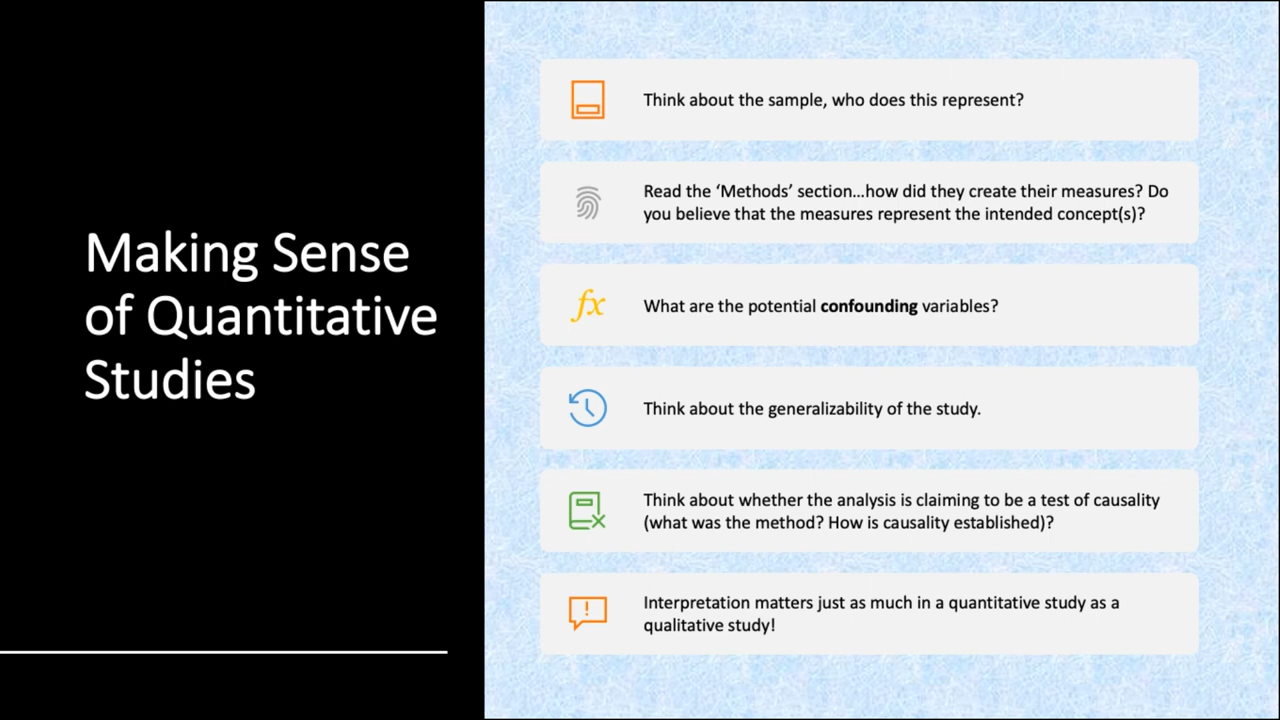 Making Sense
of Quantitative
Studies
Think about the sample, who does this represent?
Read the ‘Methods’ section...how did they create their measures? Do
you believe that the measures represent the intended concept(s)?
fx
What are the potential confounding variables?
Think about the generalizability of the study.
Think about whether the analysis is claiming to be a test of causality
(what was the method? How is causality established)?
Interpretation matters just as much in a quantitative study as a
qualitative study!